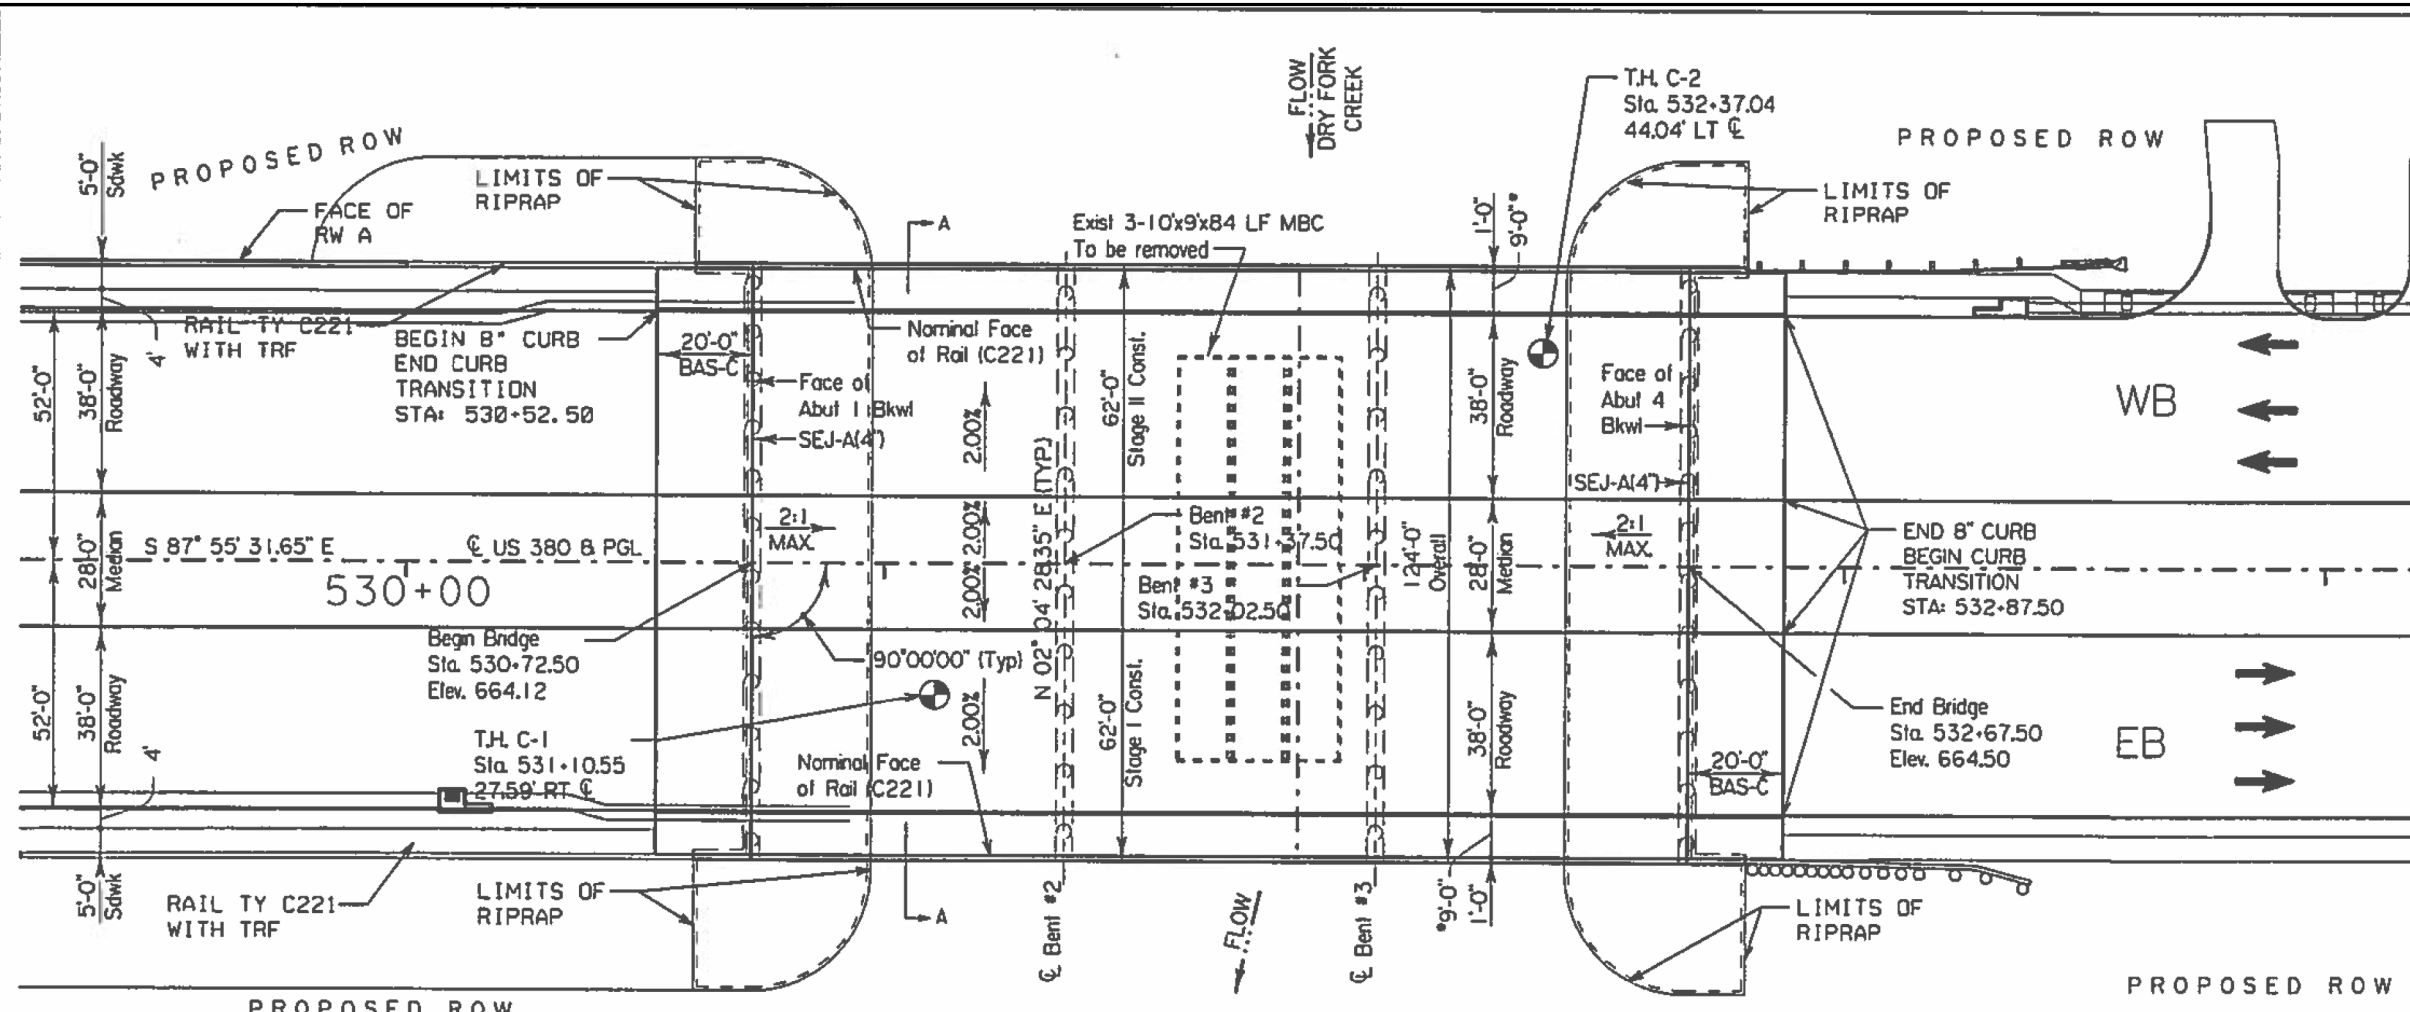 FLOW
DRY FORK
CREEK
T.H. C-2
Sta. 532+37.04
44.04' LT ℄
PROPOSED ROW
PROPOSED ROW
5'-0"
Sdwk
LIMITS OF
RIPRAP
LIMITS OF
RIPRAP
FACE OF
RW A
A
Exist 3-10'x9'x84 LF MBC
To be removed
1'-0"
9'-0"*
RAIL TY C221
WITH TRF
4'
BEGIN 8" CURB
END CURB
TRANSITION
STA: 530+52.50
20'-0"
BAS-C
Nominal Face
of Rail (C221)
Face of
Abut 1 Bkwl
SEJ-A(4")
52'-0"
38'-0"
Roadway
2.00%
62'-0"
Stage II Const.
38'-0"
Roadway
Face of
Abut 4
Bkwl
SEJ-A(4")
WB
2:1
MAX.
S 87° 55' 31.65" E
℄ US 380 & PGL
28'-0"
Median
530+00
2.00%
2.00%
N 02° 04' 28.35" E (TYP)
Bent #2
Sta. 531+37.50
Bent #3
Sta. 532+02.50
124'-0"
Overall
28'-0"
Median
2:1
MAX.
END 8" CURB
BEGIN CURB
TRANSITION
STA: 532+87.50
Begin Bridge
Sta. 530+72.50
Elev. 664.12
90°00'00" (Typ)
52'-0"
38'-0"
Roadway
4'
T.H. C-1
Sta. 531+10.55
27.59' RT ℄
2.00%
62'-0"
Stage I Const.
38'-0"
Roadway
End Bridge
Sta. 532+67.50
Elev. 664.50
EB
20'-0"
BAS-C
Nominal Face
of Rail (C221)
5'-0"
Sdwk
RAIL TY C221
WITH TRF
LIMITS OF
RIPRAP
A
℄ Bent #2
FLOW
℄ Bent #3
*9'-0"
1'-0"
LIMITS OF
RIPRAP
PROPOSED ROW
PROPOSED ROW